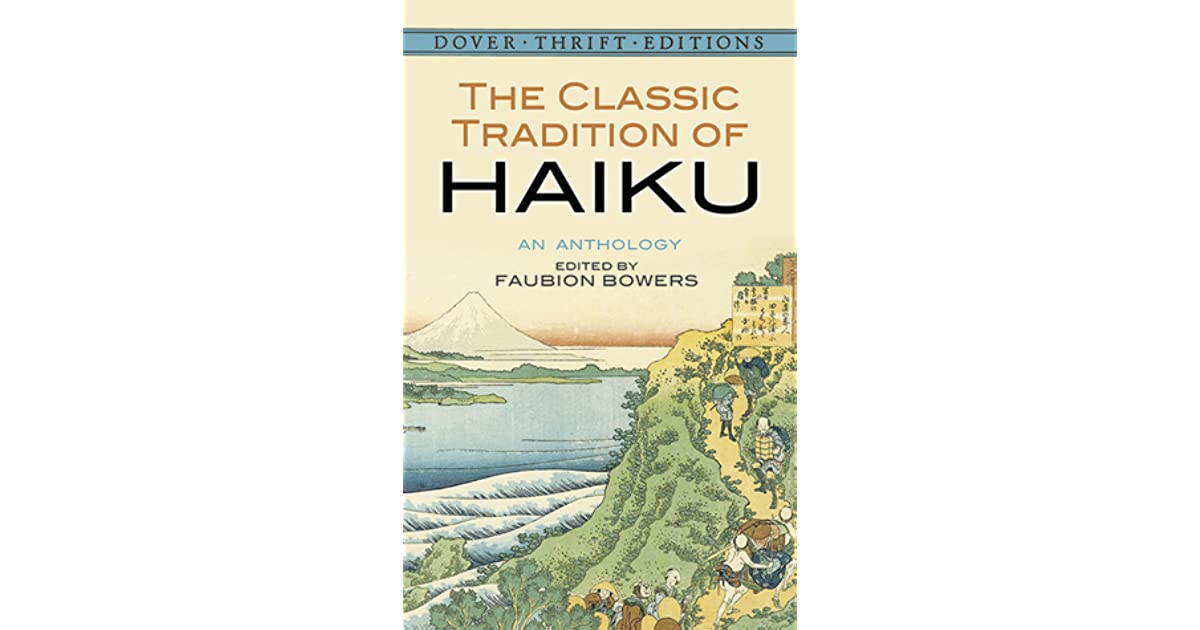 DOVER · THRIFT · EDITIONS
THE CLASSIC
TRADITION OF
HAIKU
AN ANTHOLOGY
EDITED BY
FAUBION BOWERS